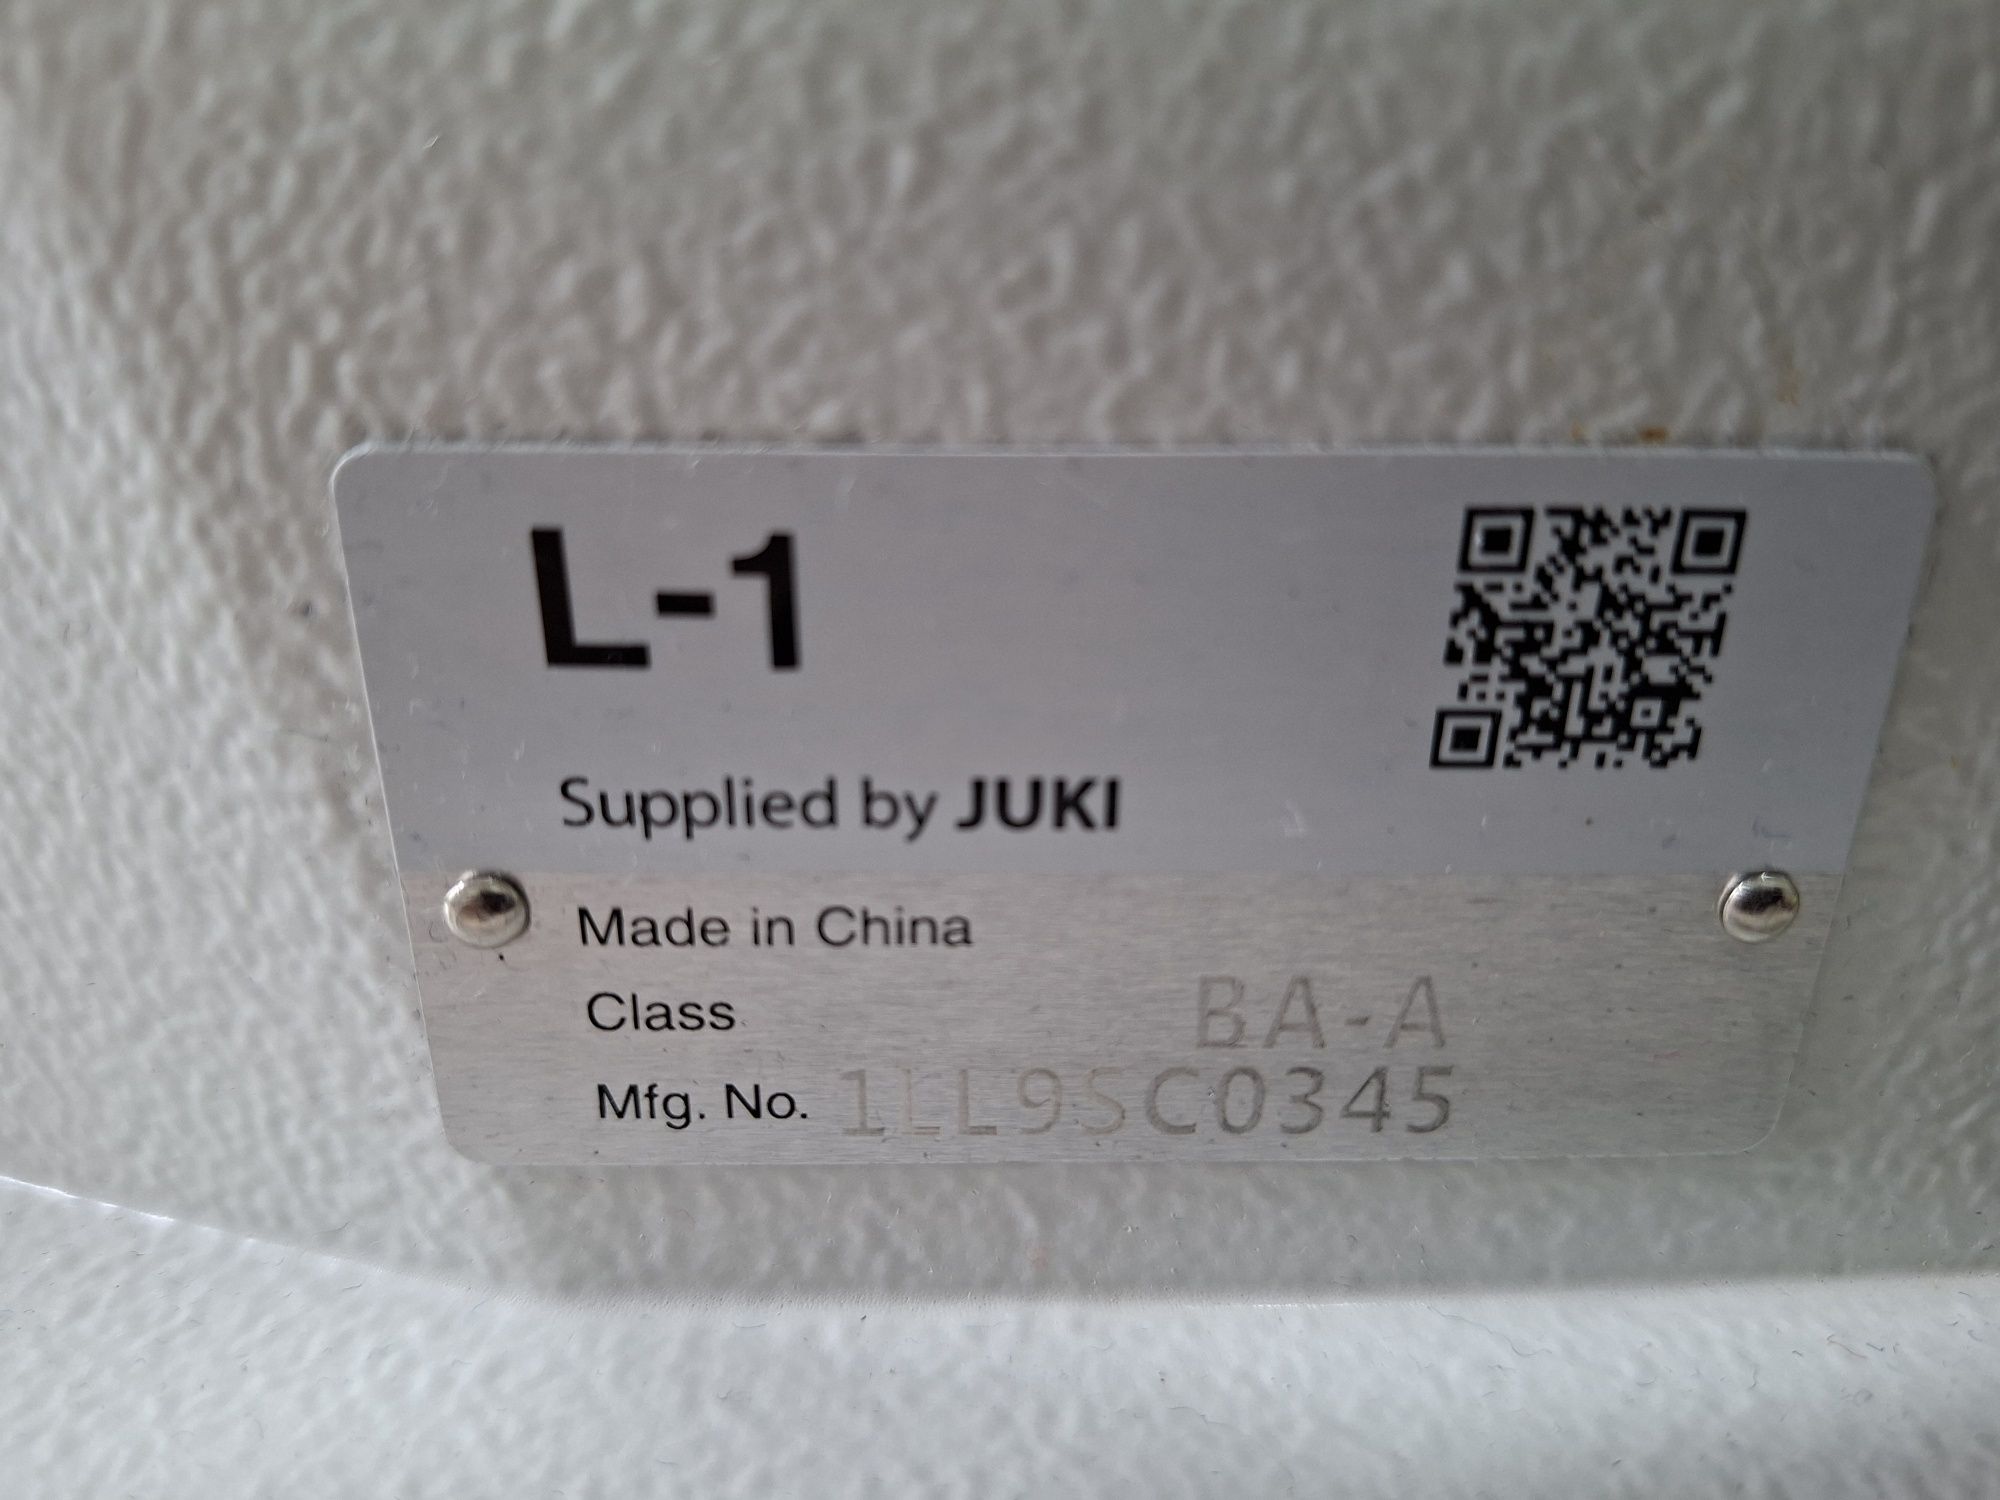 L-1
Supplied by JUKI
Made in China
Class BA-A
Mfg. No. 1LL9SC0345